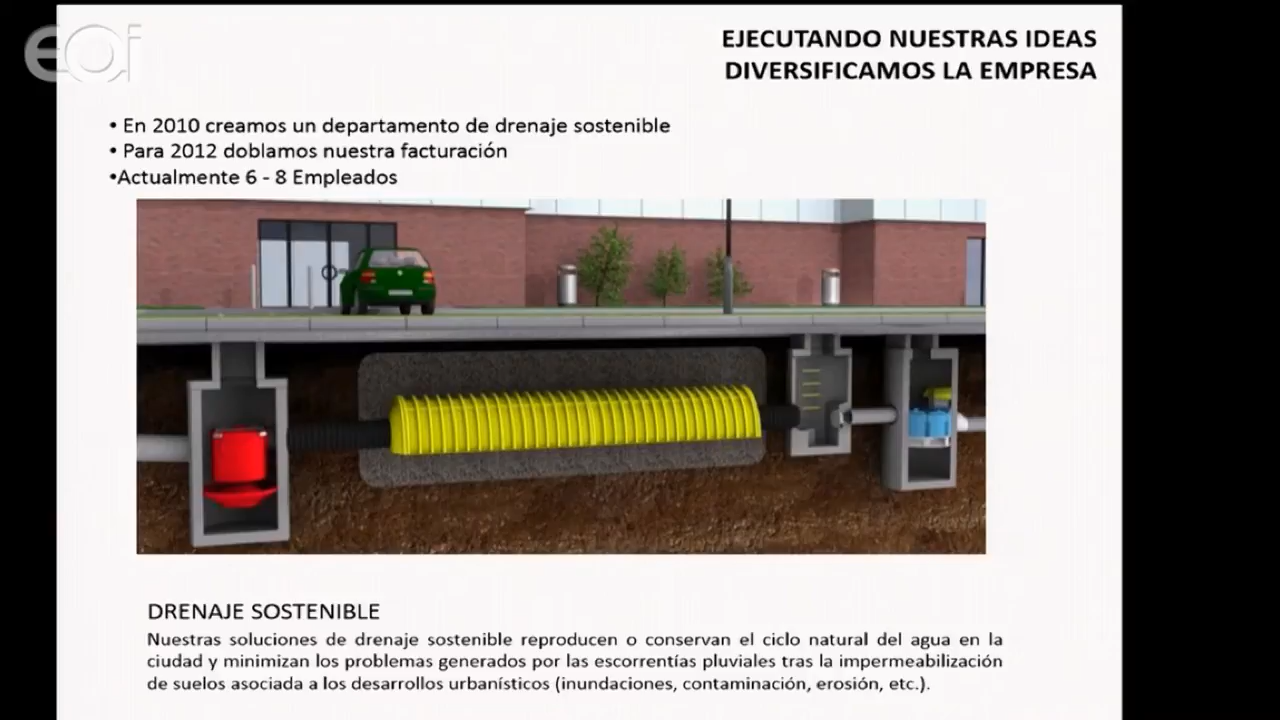 eoi
EJECUTANDO NUESTRAS IDEAS
DIVERSIFICAMOS LA EMPRESA
• En 2010 creamos un departamento de drenaje sostenible
• Para 2012 doblamos nuestra facturación
•Actualmente 6 - 8 Empleados
DRENAJE SOSTENIBLE
Nuestras soluciones de drenaje sostenible reproducen o conservan el ciclo natural del agua en la
ciudad y minimizan los problemas generados por las escorrentías pluviales tras la impermeabilización
de suelos asociada a los desarrollos urbanísticos (inundaciones, contaminación, erosión, etc.).